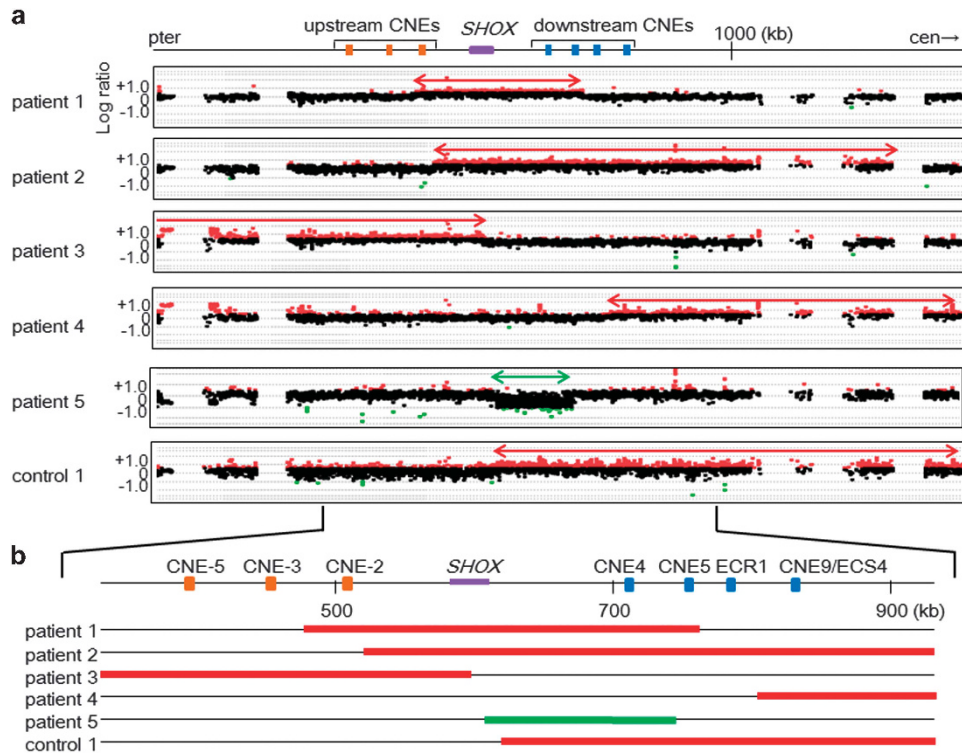 a
upstream CNEs SHOX downstream CNEs
pter 1000 (kb) cen→
Log ratio
patient 1 +1.0 0 -1.0
patient 2 +1.0 0 -1.0
patient 3 +1.0 0 -1.0
patient 4 +1.0 0 -1.0
patient 5 +1.0 0 -1.0
control 1 +1.0 0 -1.0
b
CNE-5 CNE-3 CNE-2 SHOX CNE4 CNE5 ECR1 CNE9/ECS4
500 700 900 (kb)
patient 1
patient 2
patient 3
patient 4
patient 5
control 1